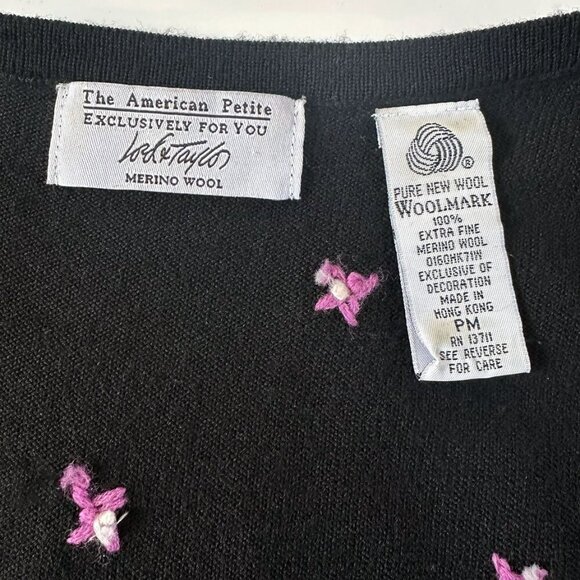 The American Petite
EXCLUSIVELY FOR YOU
Lord & Taylor
MERINO WOOL
®
PURE NEW WOOL
WOOLMARK
100%
EXTRA FINE
MERINO WOOL
0160HK71W
EXCLUSIVE OF
DECORATION
MADE IN
HONG KONG
PM
RN 13711
SEE REVERSE
FOR CARE